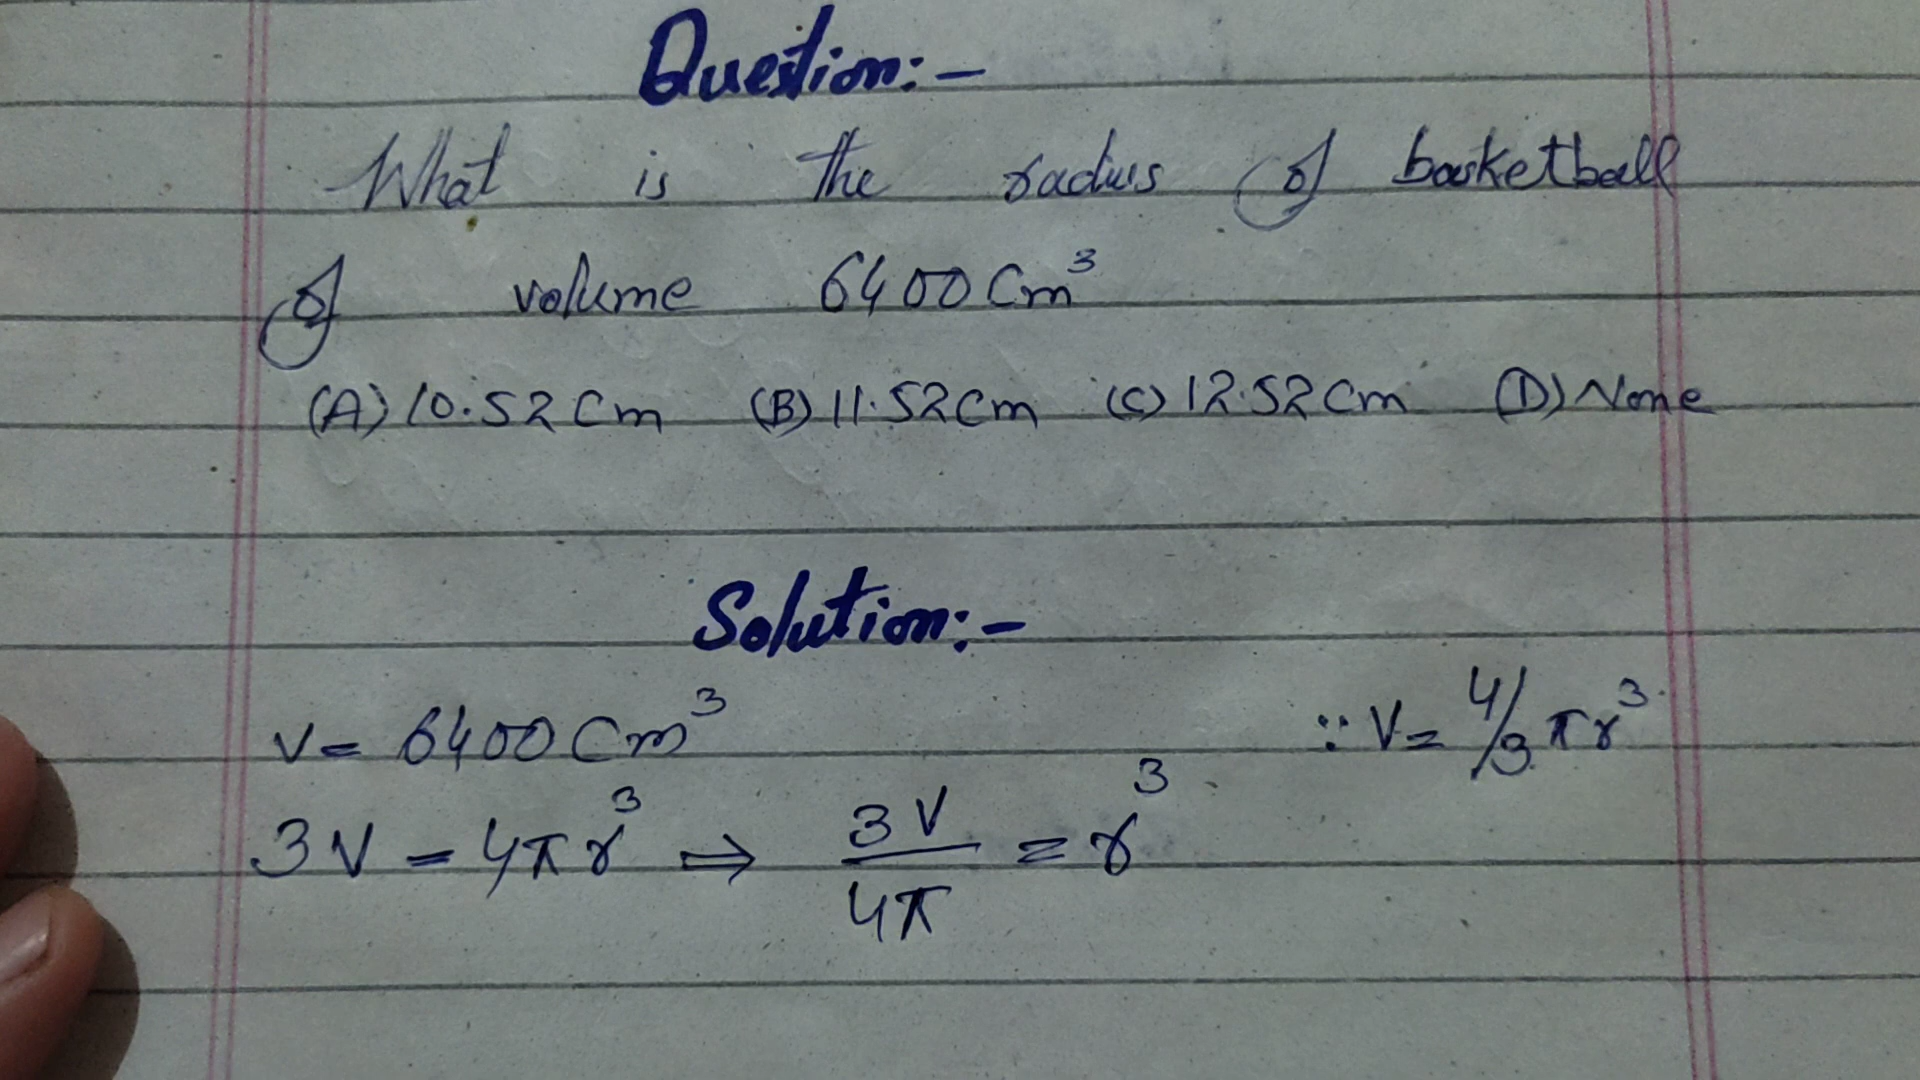 Question:-
What is the radius of basketball
of volume 6400 Cm³
(A) 10.52 Cm (B) 11.52 Cm (C) 12.52 Cm (D) None
Solution:-
V = 6400 Cm³ ∵ V = 4/3 πr³
3V = 4πr³ ⇒ 3V/4π = r³